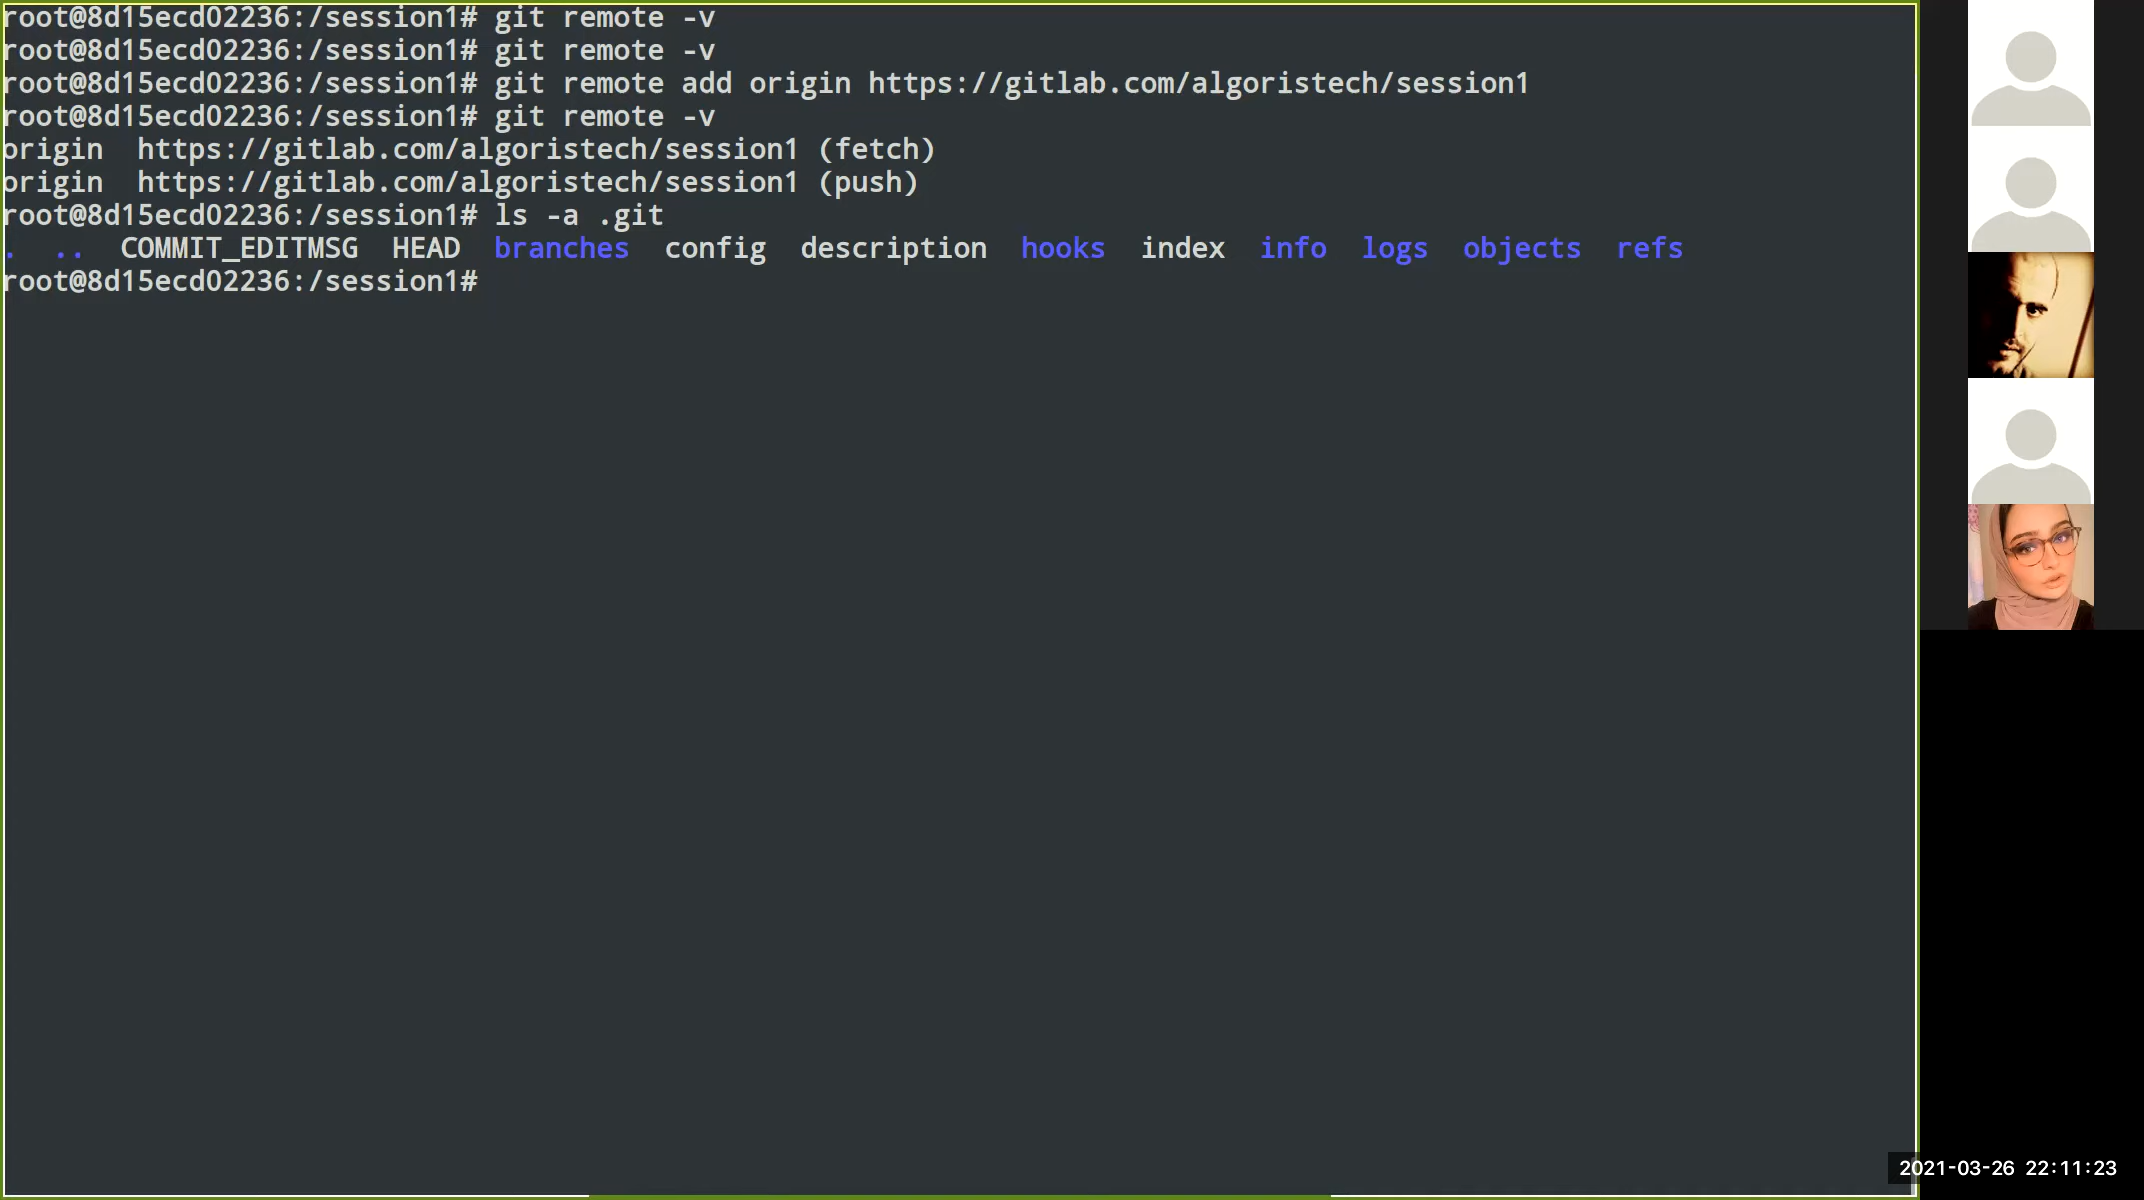 root@8d15ecd02236:/session1# git remote -v
root@8d15ecd02236:/session1# git remote -v
root@8d15ecd02236:/session1# git remote add origin https://gitlab.com/algoristech/session1
root@8d15ecd02236:/session1# git remote -v
origin  https://gitlab.com/algoristech/session1 (fetch)
origin  https://gitlab.com/algoristech/session1 (push)
root@8d15ecd02236:/session1# ls -a .git
.  ..  COMMIT_EDITMSG  HEAD  branches  config  description  hooks  index  info  logs  objects  refs
root@8d15ecd02236:/session1#
2021-03-26 22:11:23